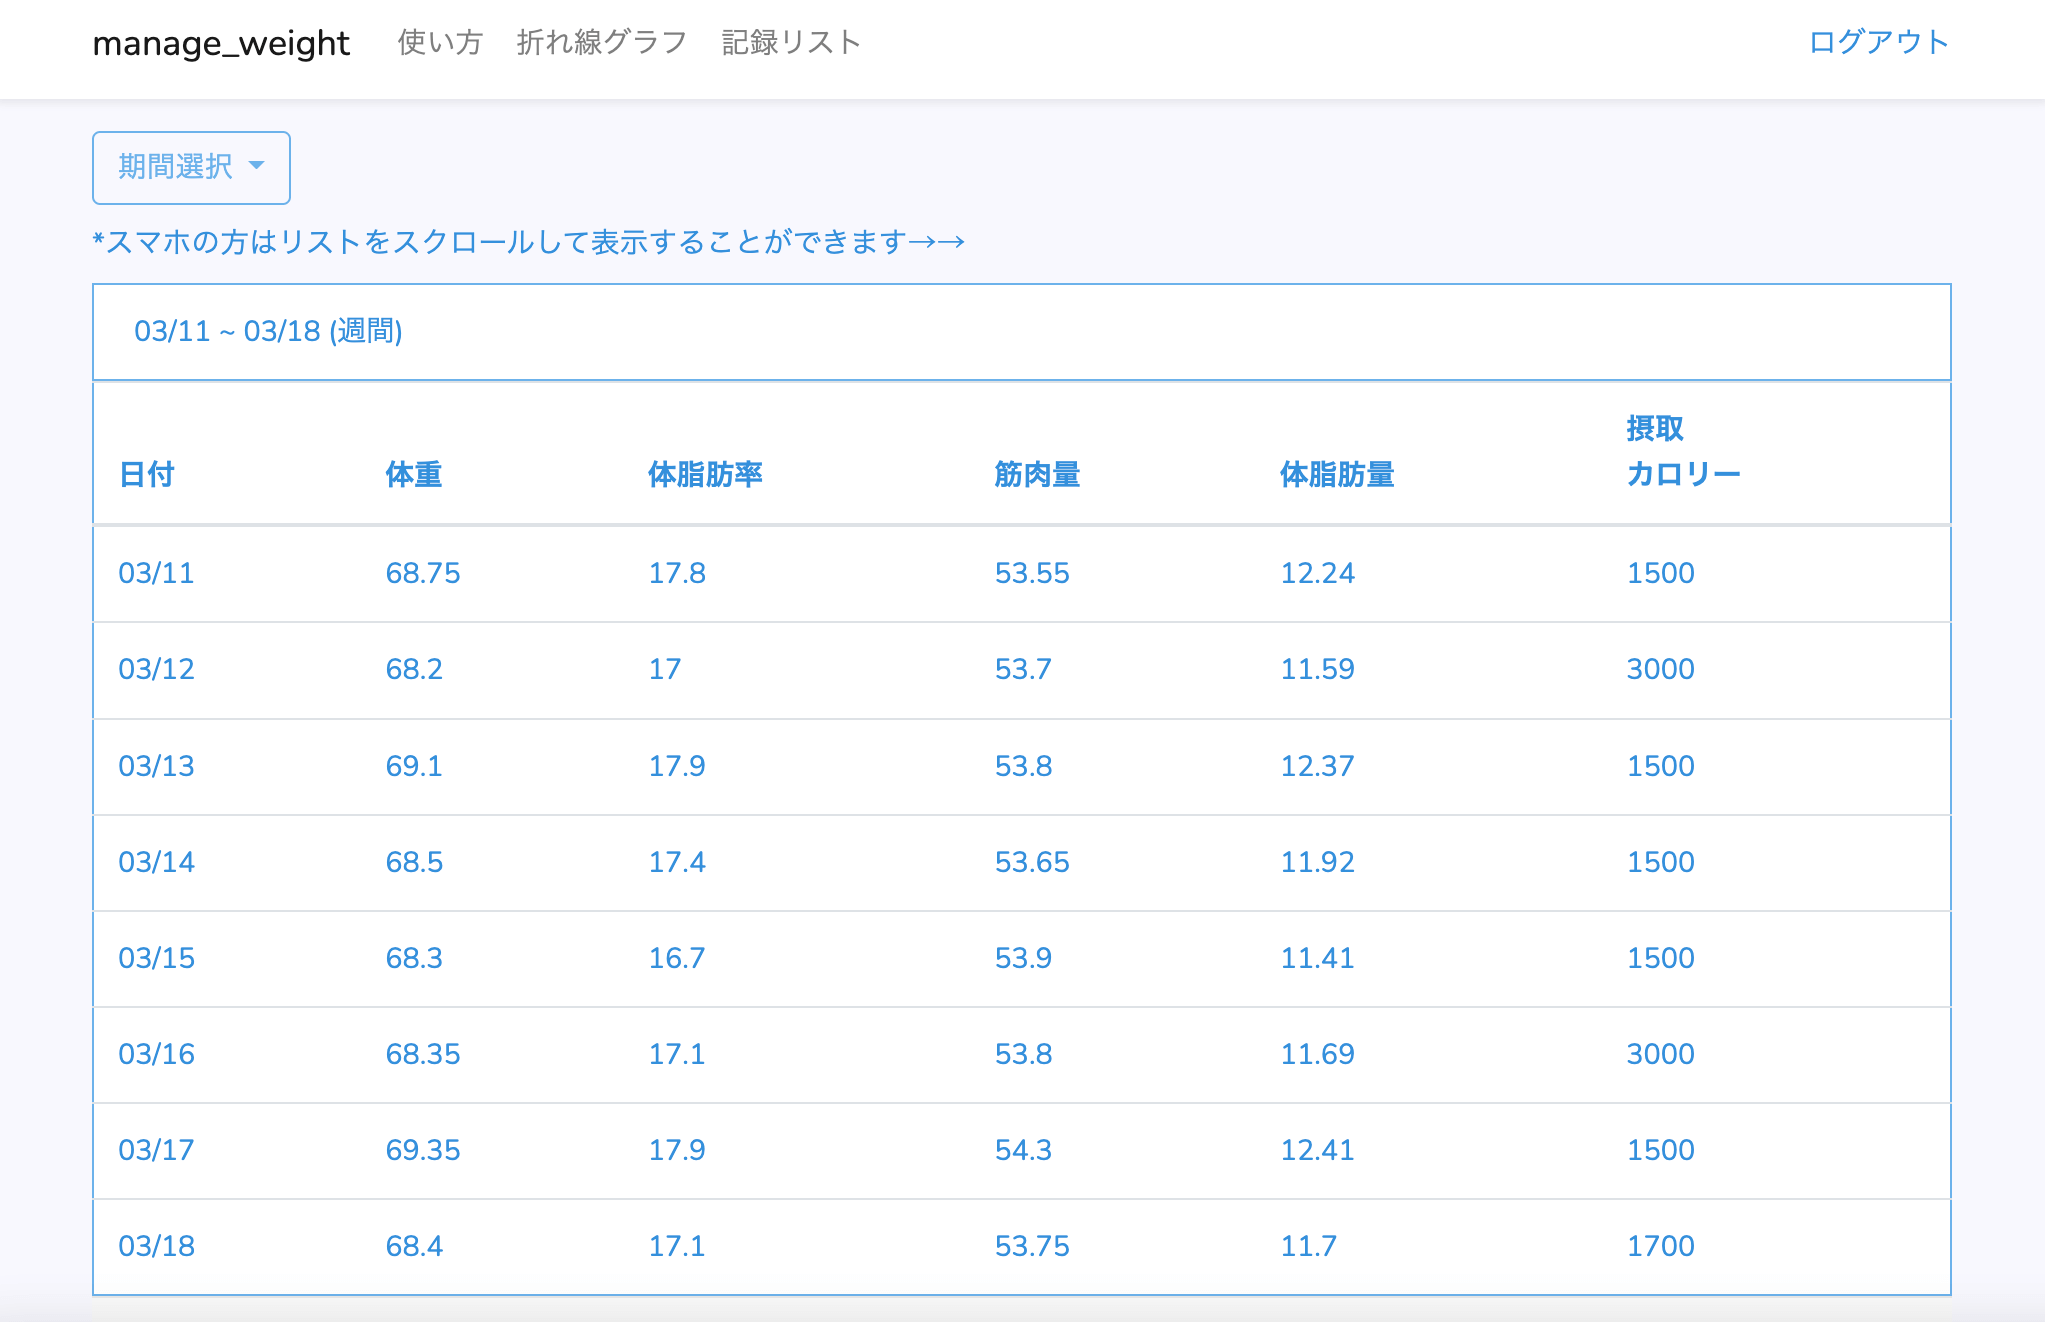 manage_weight 使い方 折れ線グラフ 記録リスト ログアウト
期間選択
*スマホの方はリストをスクロールして表示することができます→→
03/11 ~ 03/18 (週間)
日付 体重 体脂肪率 筋肉量 体脂肪量 摂取
カロリー
03/11 68.75 17.8 53.55 12.24 1500
03/12 68.2 17 53.7 11.59 3000
03/13 69.1 17.9 53.8 12.37 1500
03/14 68.5 17.4 53.65 11.92 1500
03/15 68.3 16.7 53.9 11.41 1500
03/16 68.35 17.1 53.8 11.69 3000
03/17 69.35 17.9 54.3 12.41 1500
03/18 68.4 17.1 53.75 11.7 1700